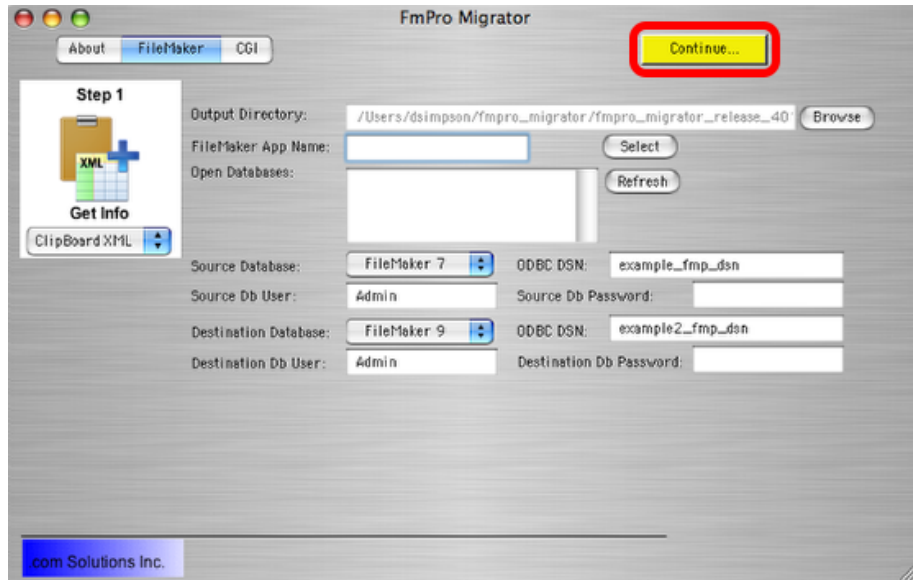 FmPro Migrator
About FileMaker CGI
Continue...
Step 1
XML
Get Info
ClipBoard XML
Output Directory: /Users/dsimpson/fmpro_migrator/fmpro_migrator_release_40 Browse
FileMaker App Name: Select
Open Databases: Refresh
Source Database: FileMaker 7 ODBC DSN: example_fmp_dsn
Source Db User: Admin Source Db Password:
Destination Database: FileMaker 9 ODBC DSN: example2_fmp_dsn
Destination Db User: Admin Destination Db Password:
.com Solutions Inc.